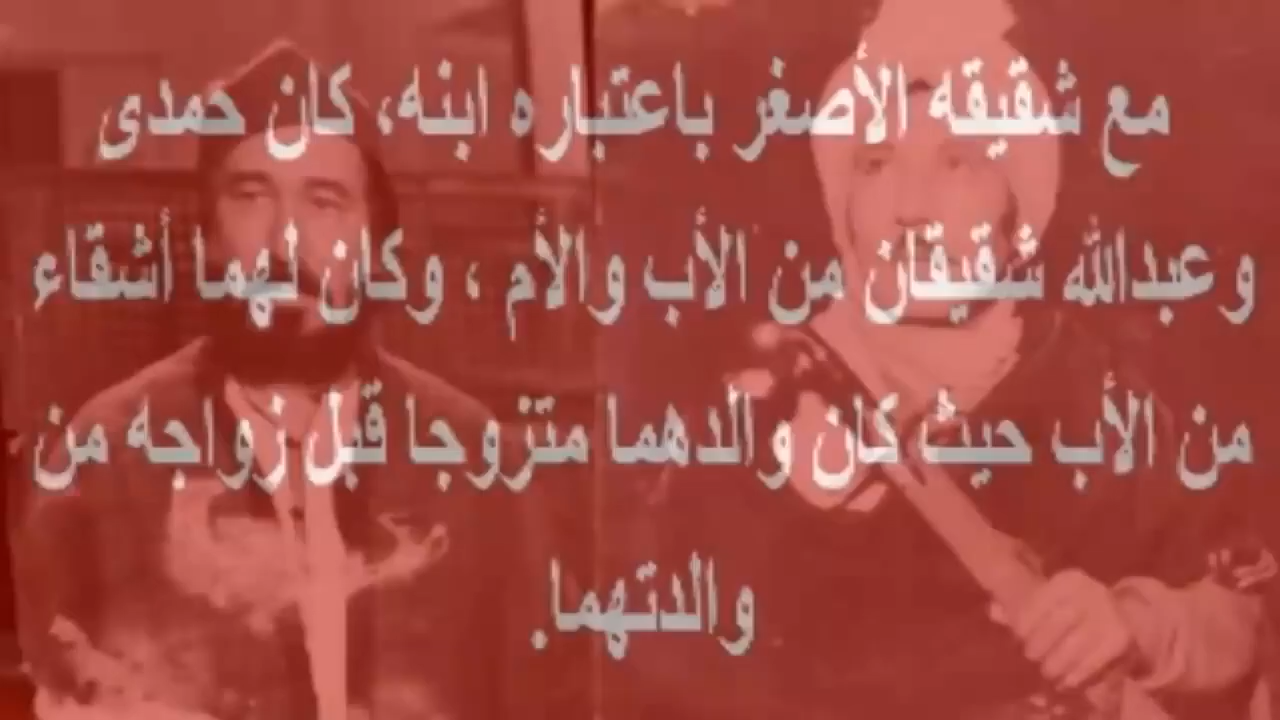 مع شقيقه الأصغر باعتباره ابنه، كان حمدى
وعبدالله شقيقان من الأب والأم ، وكان لهما أشقاء
من الأب حيث كان والدهما متزوجا قبل زواجه من
والدتهما.